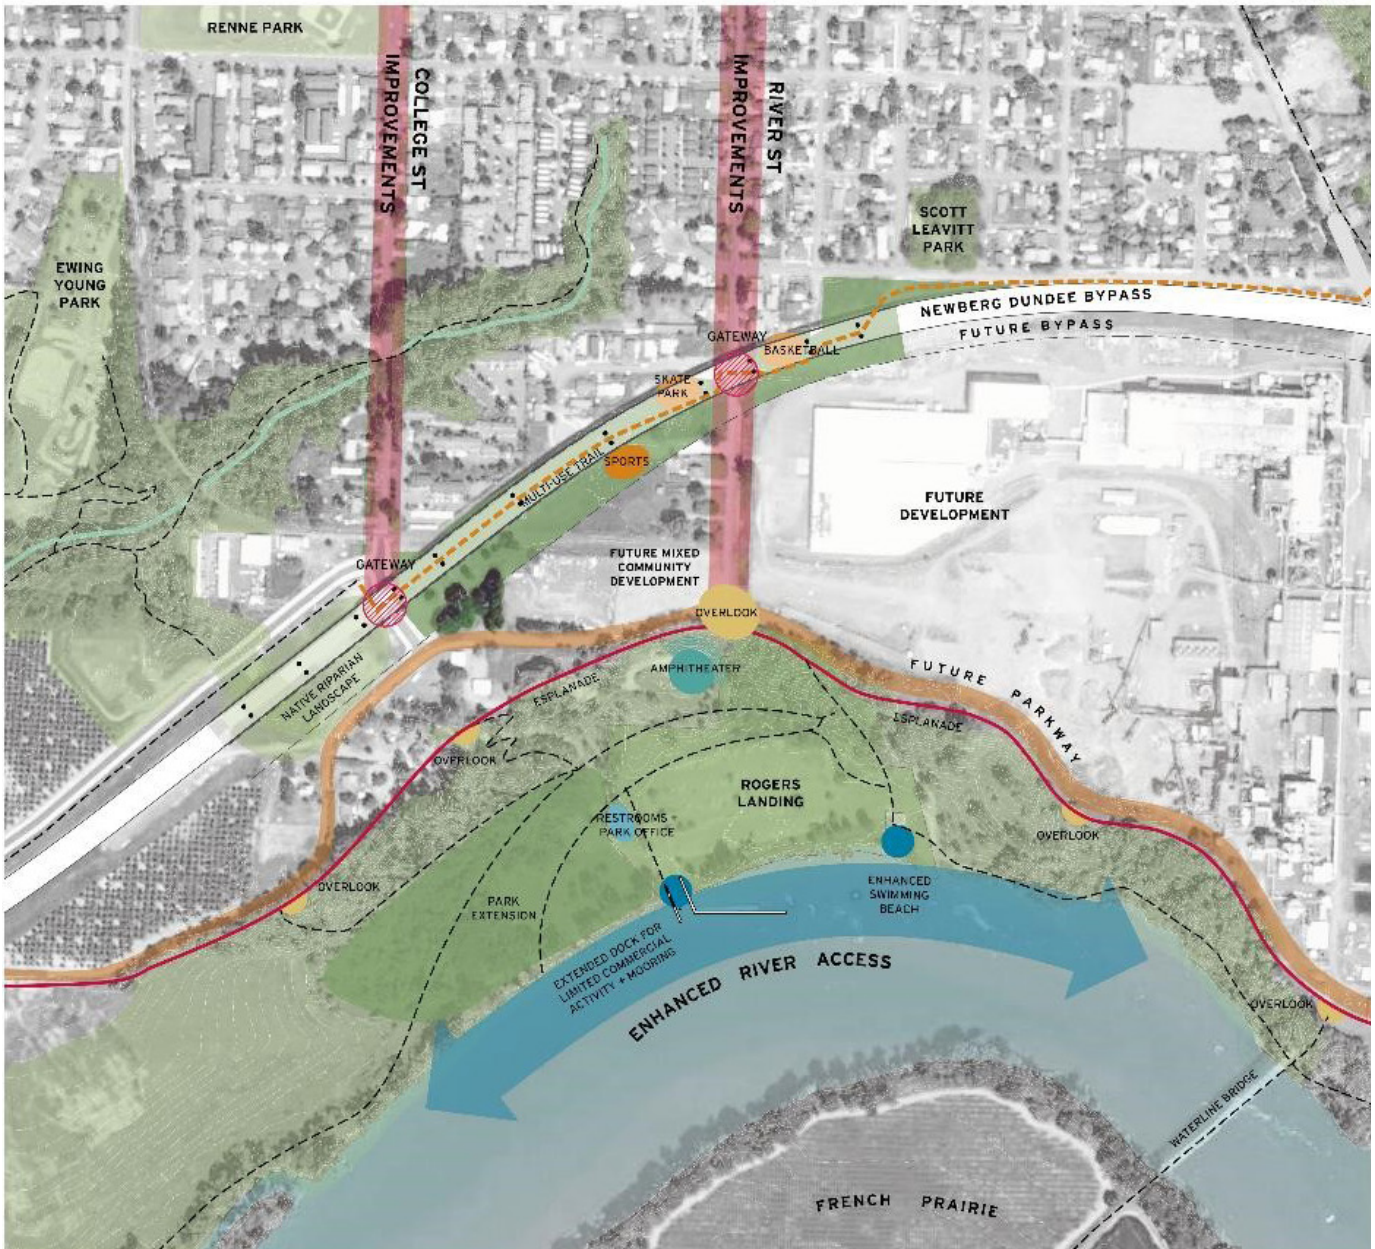 RENNE PARK
COLLEGE ST
IMPROVEMENTS
RIVER ST
IMPROVEMENTS
SCOTT
LEAVITT
PARK
EWING
YOUNG
PARK
NEWBERG DUNDEE BYPASS
FUTURE BYPASS
GATEWAY
BASKETBALL
SKATE
PARK
SPORTS
MULTI-USE TRAIL
FUTURE
DEVELOPMENT
GATEWAY
FUTURE MIXED
COMMUNITY
DEVELOPMENT
OVERLOOK
AMPHITHEATER
NATIVE RIPARIAN
LANDSCAPE
ESPLANADE
ESPLANADE
FUTURE PARKWAY
OVERLOOK
ROGERS
LANDING
RESTROOMS +
PARK OFFICE
OVERLOOK
OVERLOOK
PARK
EXTENSION
ENHANCED
SWIMMING
BEACH
EXTENDED DOCK FOR
LIMITED COMMERCIAL
ACTIVITY + MOORING
ENHANCED RIVER ACCESS
OVERLOOK
WATERLINE BRIDGE
FRENCH PRAIRIE